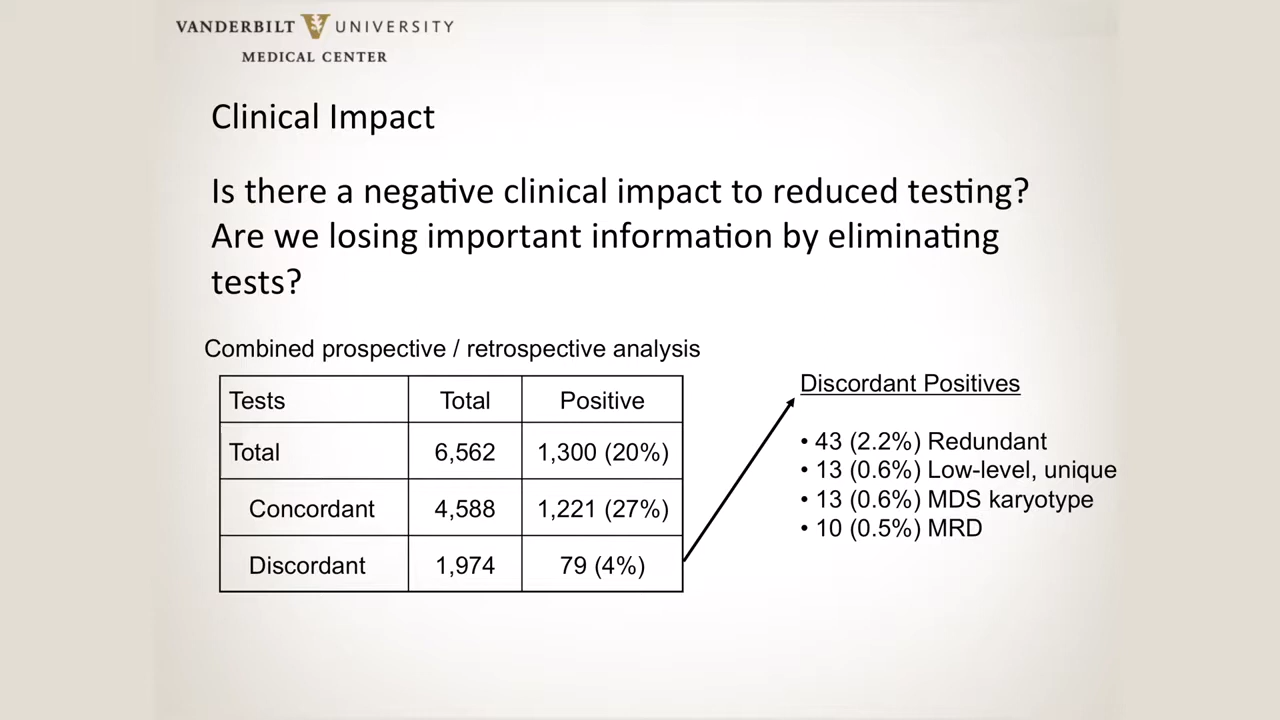 VANDERBILT UNIVERSITY
MEDICAL CENTER
Clinical Impact
Is there a negative clinical impact to reduced testing?
Are we losing important information by eliminating
tests?
Combined prospective / retrospective analysis
Tests Total Positive
Total 6,562 1,300 (20%)
Concordant 4,588 1,221 (27%)
Discordant 1,974 79 (4%)
Discordant Positives
• 43 (2.2%) Redundant
• 13 (0.6%) Low-level, unique
• 13 (0.6%) MDS karyotype
• 10 (0.5%) MRD